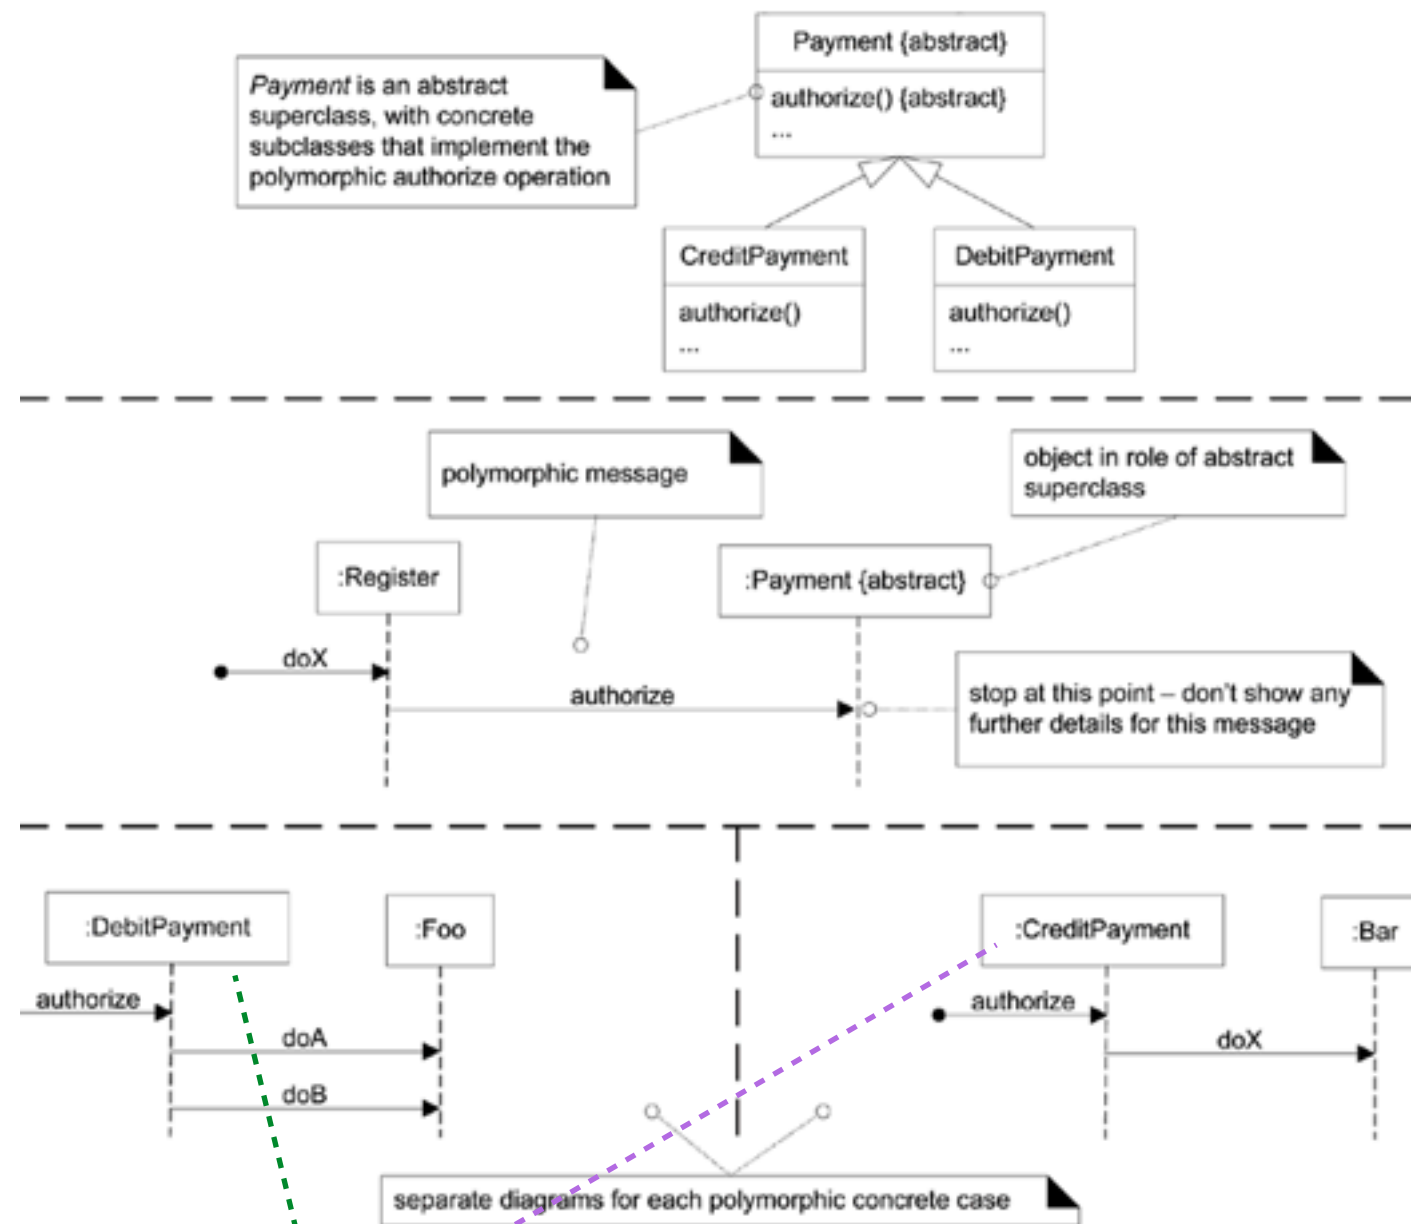 Payment {abstract}
Payment is an abstract
superclass, with concrete
subclasses that implement the
polymorphic authorize operation
authorize() {abstract}
...
CreditPayment
authorize()
...
DebitPayment
authorize()
...
polymorphic message
object in role of abstract
superclass
:Register
:Payment {abstract}
doX
authorize
stop at this point – don't show any
further details for this message
:DebitPayment
:Foo
authorize
doA
doB
:CreditPayment
:Bar
authorize
doX
separate diagrams for each polymorphic concrete case